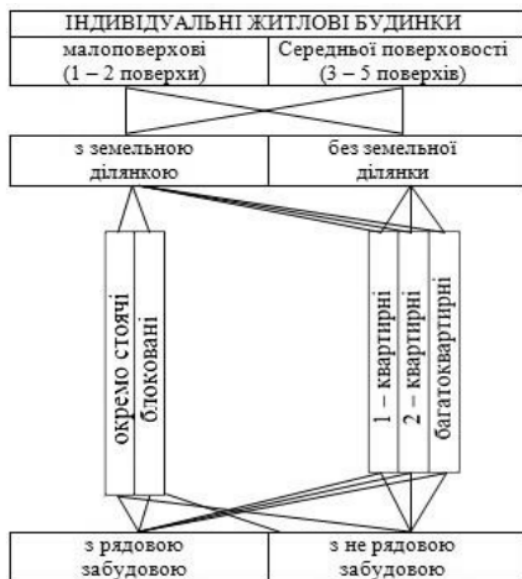 ІНДИВІДУАЛЬНІ ЖИТЛОВІ БУДИНКИ
малоповерхові
(1 – 2 поверхи)
Середньої поверховості
(3 – 5 поверхів)
з земельною
ділянкою
без земельної
ділянки
окремо стоячі
блоковані
1 – квартирні
2 – квартирні
багатоквартирні
з рядовою
забудовою
з не рядовою
забудовою